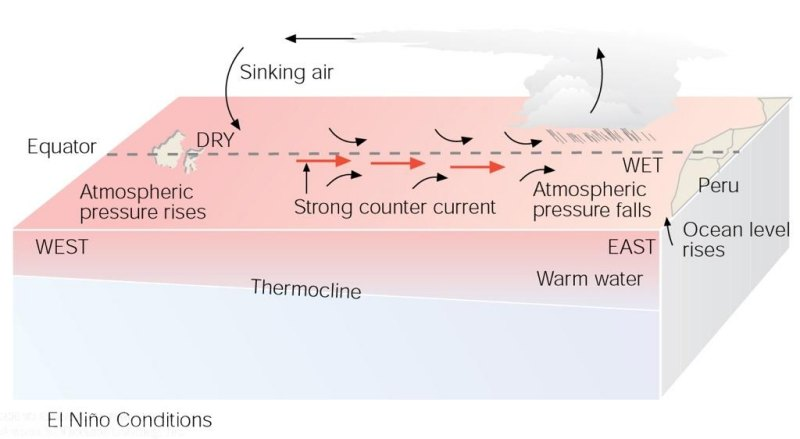 Sinking air
Equator
DRY
WET
Atmospheric
pressure rises
Strong counter current
Atmospheric
pressure falls
Peru
Ocean level
rises
WEST
EAST
Warm water
Thermocline
El Niño Conditions